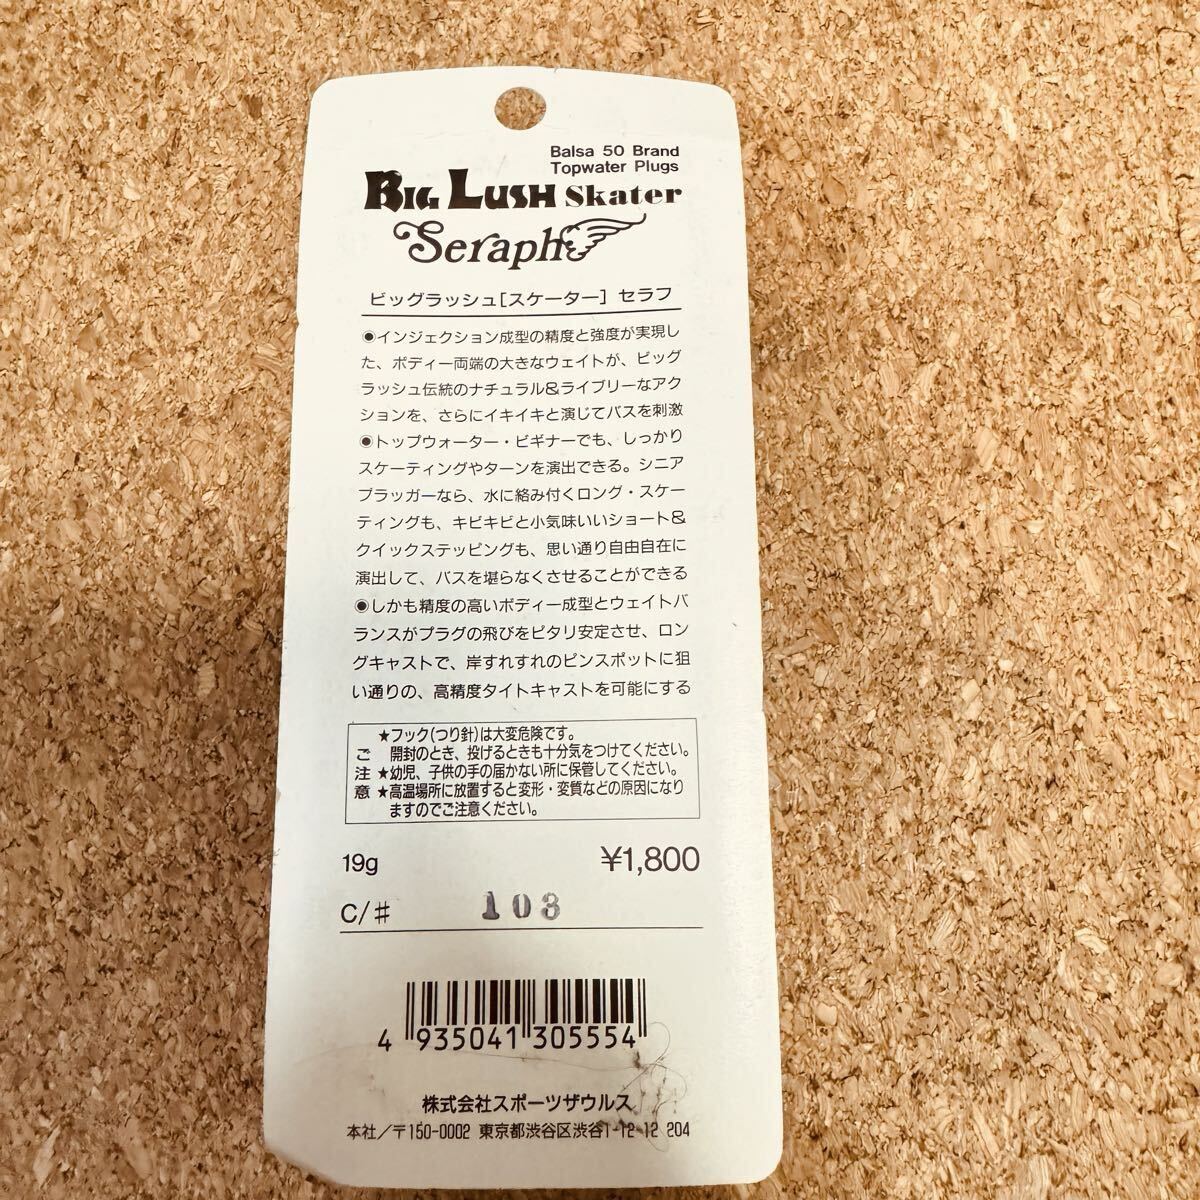 Balsa 50 Brand
Topwater Plugs
BIG LUSH Skater
Seraph
ビッグラッシュ[スケーター] セラフ
◉インジェクション成型の精度と強度が実現し
た、ボディー両端の大きなウェイトが、ビッグ
ラッシュ伝統のナチュラル&ライブリーなアク
ションを、さらにイキイキと演じてバスを刺激
◉トップウォーター・ビギナーでも、しっかり
スケーティングやターンを演出できる。シニア
プラッガーなら、水に絡み付くロング・スケー
ティングも、キビキビと小気味いいショート&
クイックステッピングも、思い通り自由自在に
演出して、バスを堪らなくさせることができる
◉しかも精度の高いボディー成型とウェイトバ
ランスがプラグの飛びをピタリ安定させ、ロン
グキャストで、岸すれすれのピンスポットに狙
い通りの、高精度タイトキャストを可能にする
ご注意
★フック(つり針)は大変危険です。
開封のとき、投げるときも十分気をつけてください。
★幼児、子供の手の届かない所に保管してください。
★高温場所に放置すると変形・変質などの原因になり
ますのでご注意ください。
19g ¥1,800
C/# 103
4 935041 305554
株式会社スポーツザウルス
本社/〒150-0002 東京都渋谷区渋谷1-12-12 204